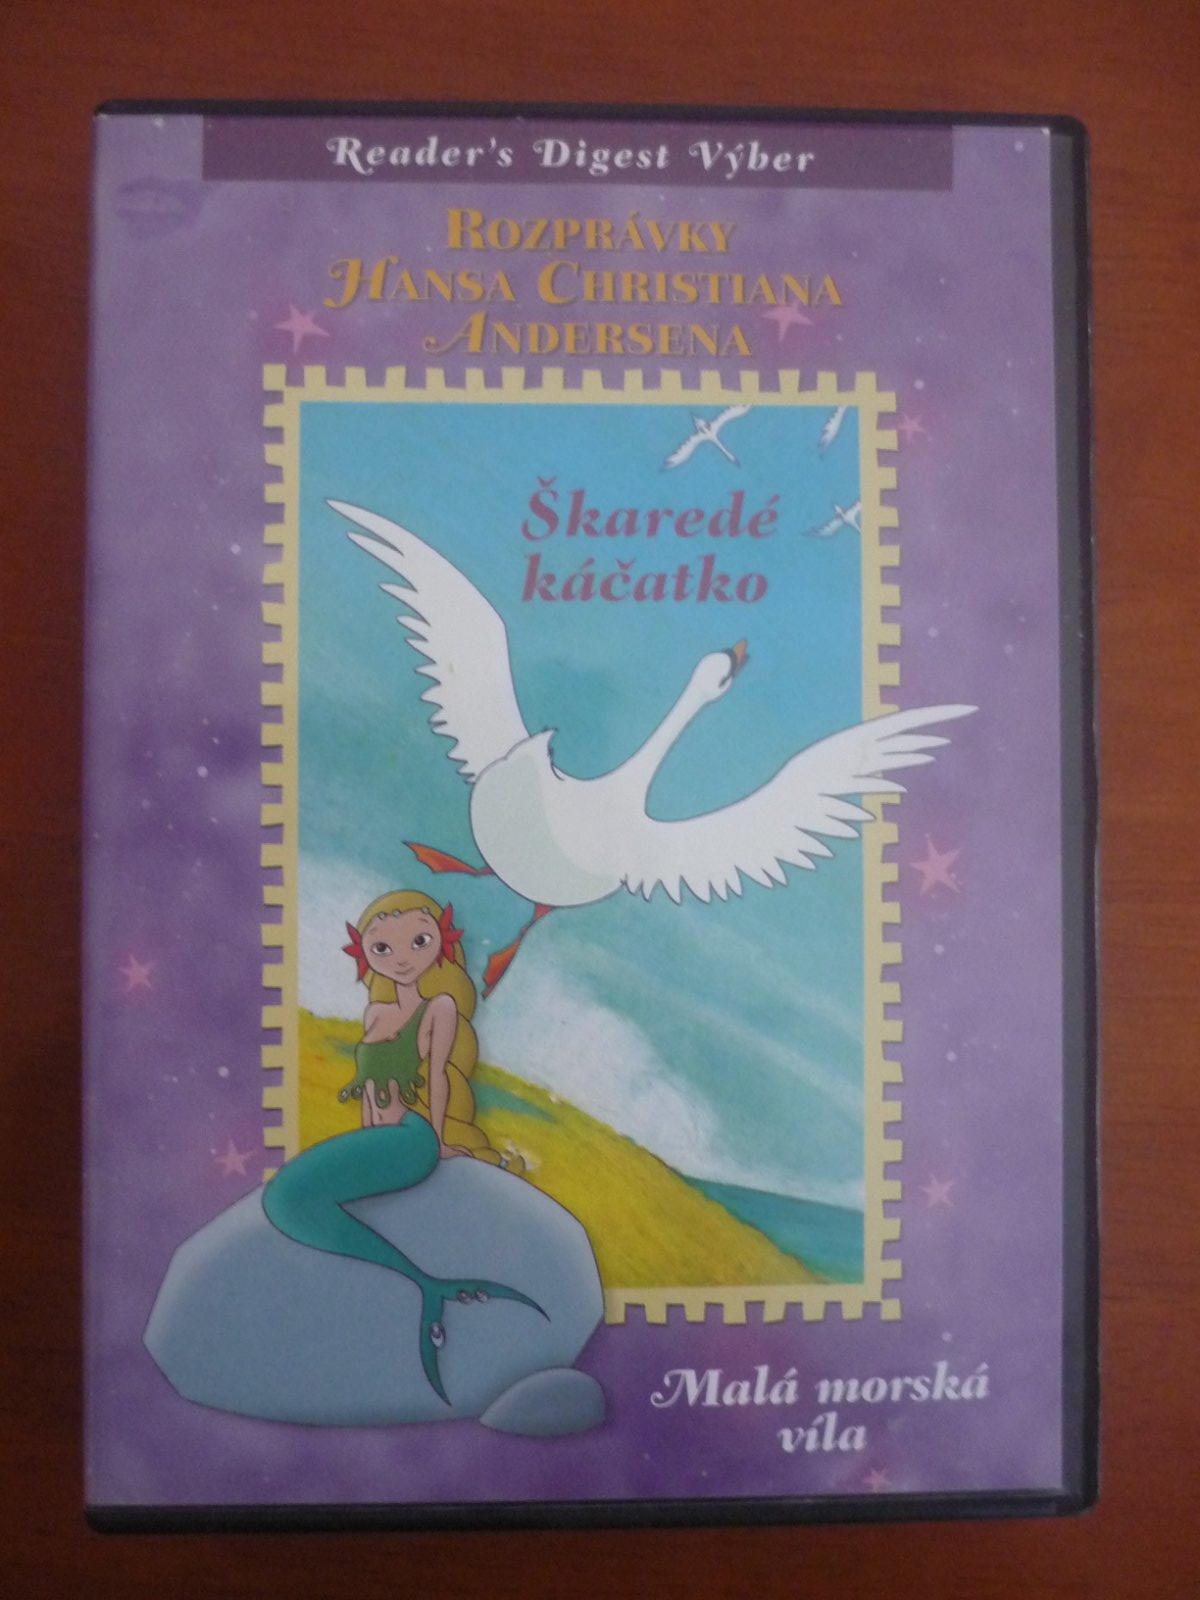 Reader's Digest Výber
ROZPRÁVKY
HANSA CHRISTIANA
ANDERSENA
Škaredé
káčatko
Malá morská
víla